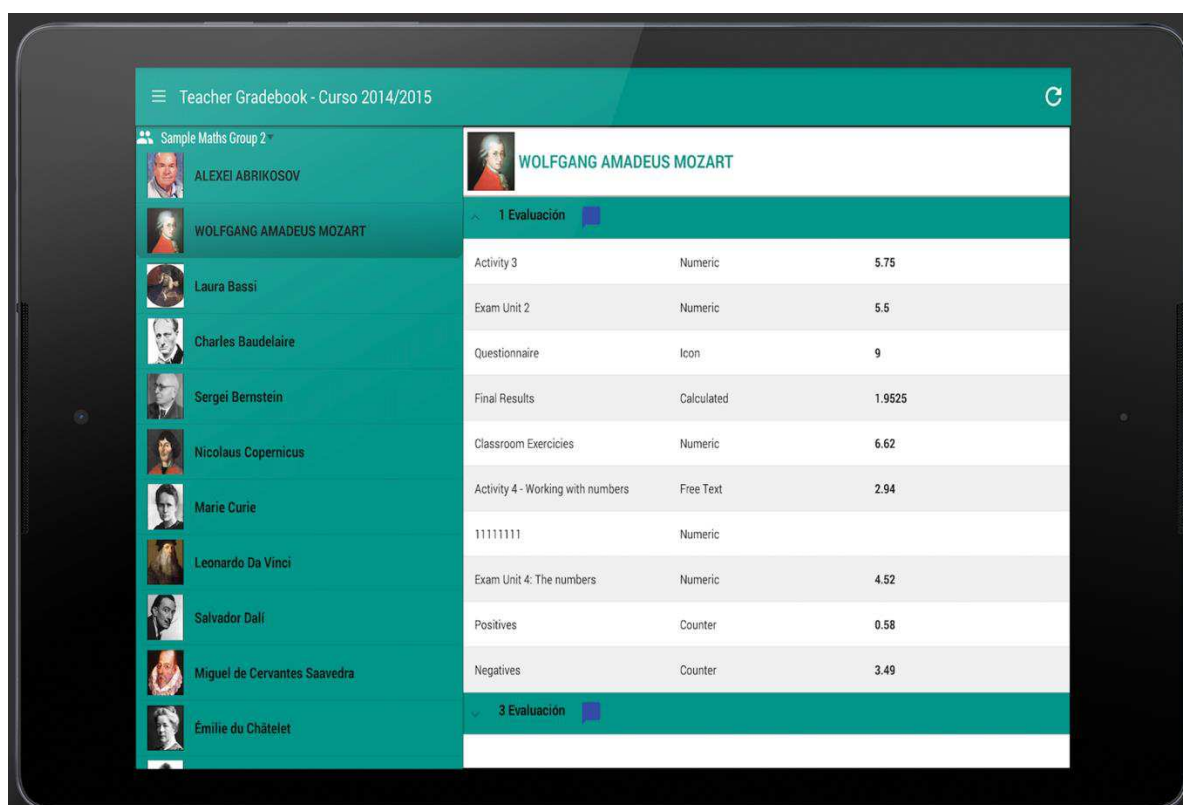 Teacher Gradebook - Curso 2014/2015
Sample Maths Group 2
ALEXEI ABRIKOSOV
WOLFGANG AMADEUS MOZART
Laura Bassi
Charles Baudelaire
Sergei Bernstein
Nicolaus Copernicus
Marie Curie
Leonardo Da Vinci
Salvador Dalí
Miguel de Cervantes Saavedra
Émilie du Châtelet
WOLFGANG AMADEUS MOZART
1 Evaluación
Activity 3 Numeric 5.75
Exam Unit 2 Numeric 5.5
Questionnaire Icon 9
Final Results Calculated 1.9525
Classroom Exercicies Numeric 6.62
Activity 4 - Working with numbers Free Text 2.94
11111111 Numeric
Exam Unit 4: The numbers Numeric 4.52
Positives Counter 0.58
Negatives Counter 3.49
3 Evaluación